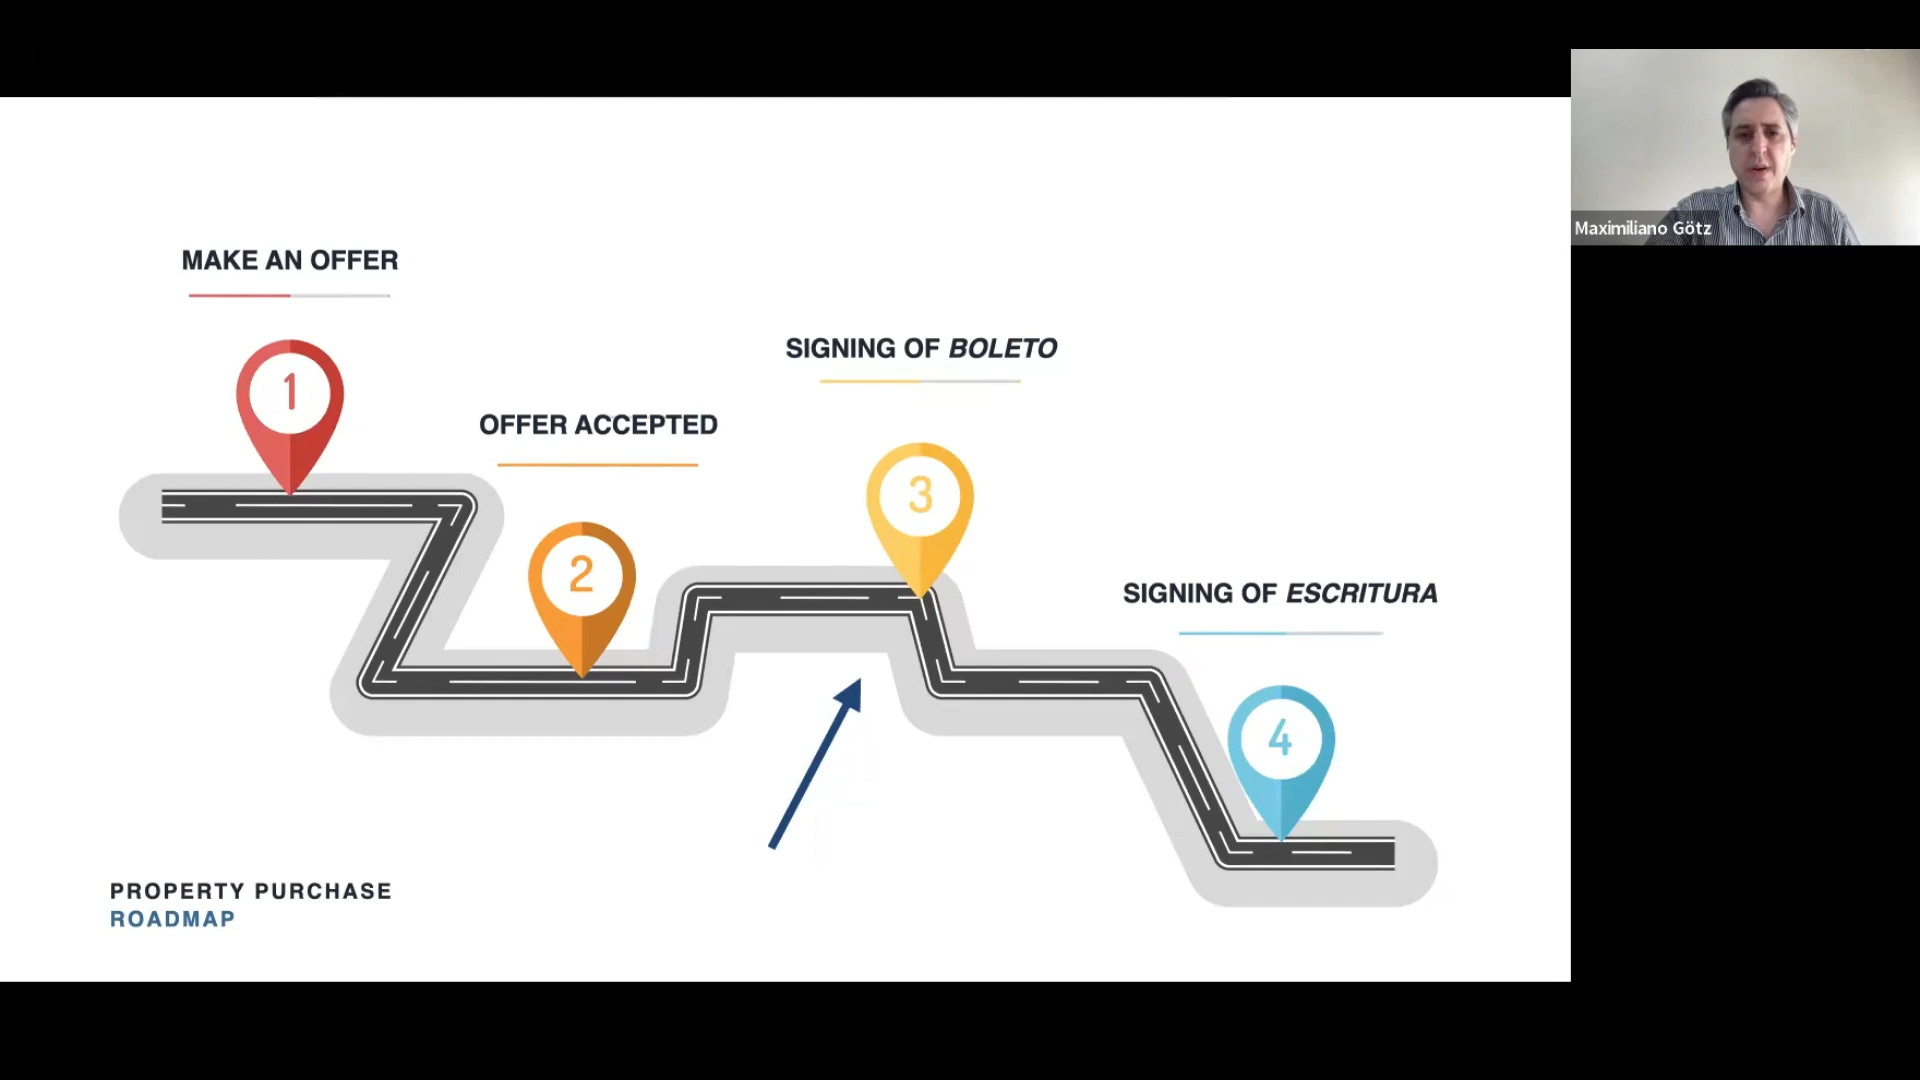 MAKE AN OFFER
1
OFFER ACCEPTED
2
SIGNING OF BOLETO
3
SIGNING OF ESCRITURA
4
PROPERTY PURCHASE
ROADMAP
Maximiliano Götz